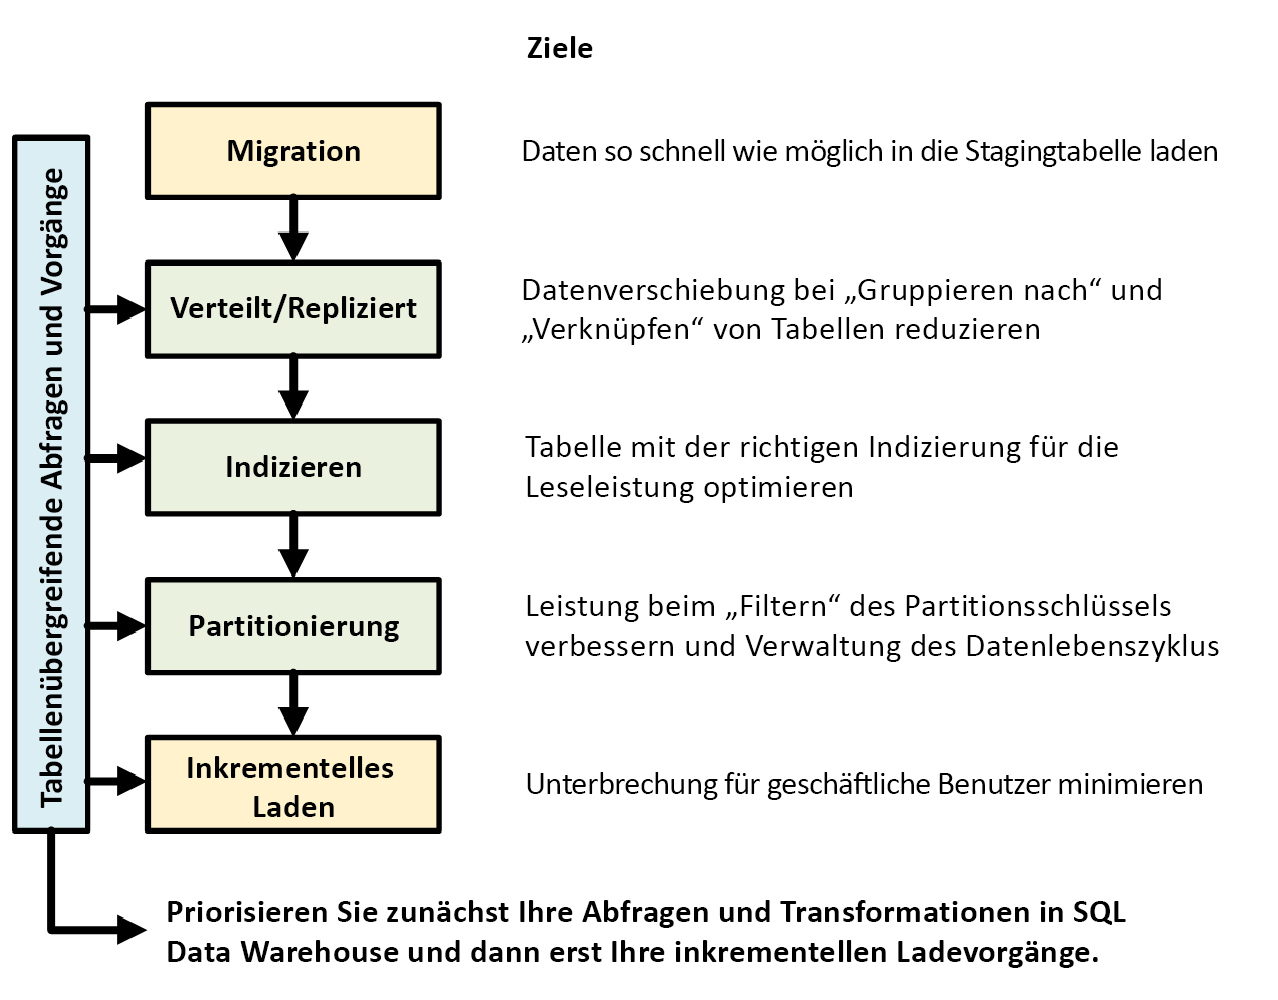 Ziele
Tabellenübergreifende Abfragen und Vorgänge
Migration
Daten so schnell wie möglich in die Stagingtabelle laden
Verteilt/Repliziert
Datenverschiebung bei „Gruppieren nach“ und
„Verknüpfen“ von Tabellen reduzieren
Indizieren
Tabelle mit der richtigen Indizierung für die
Leseleistung optimieren
Partitionierung
Leistung beim „Filtern“ des Partitionsschlüssels
verbessern und Verwaltung des Datenlebenszyklus
Inkrementelles
Laden
Unterbrechung für geschäftliche Benutzer minimieren
Priorisieren Sie zunächst Ihre Abfragen und Transformationen in SQL
Data Warehouse und dann erst Ihre inkrementellen Ladevorgänge.